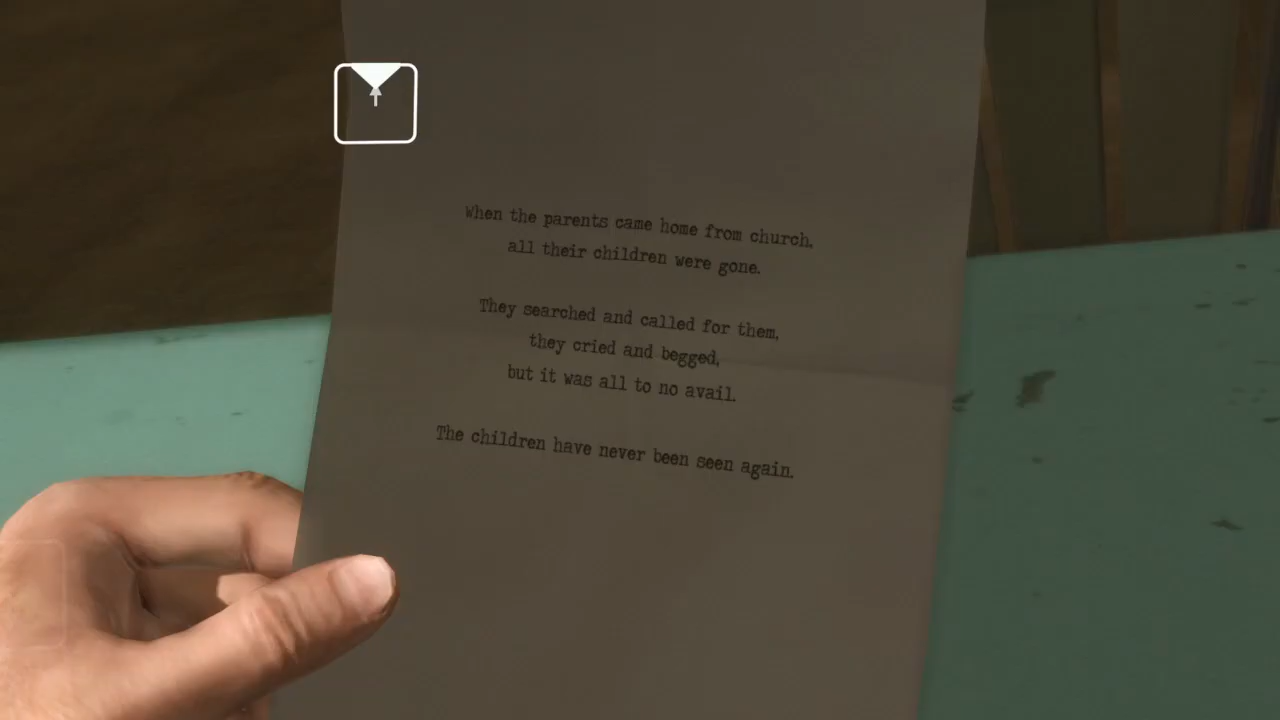 When the parents came home from church,
all their children were gone.
They searched and called for them,
they cried and begged,
but it was all to no avail.
The children have never been seen again.